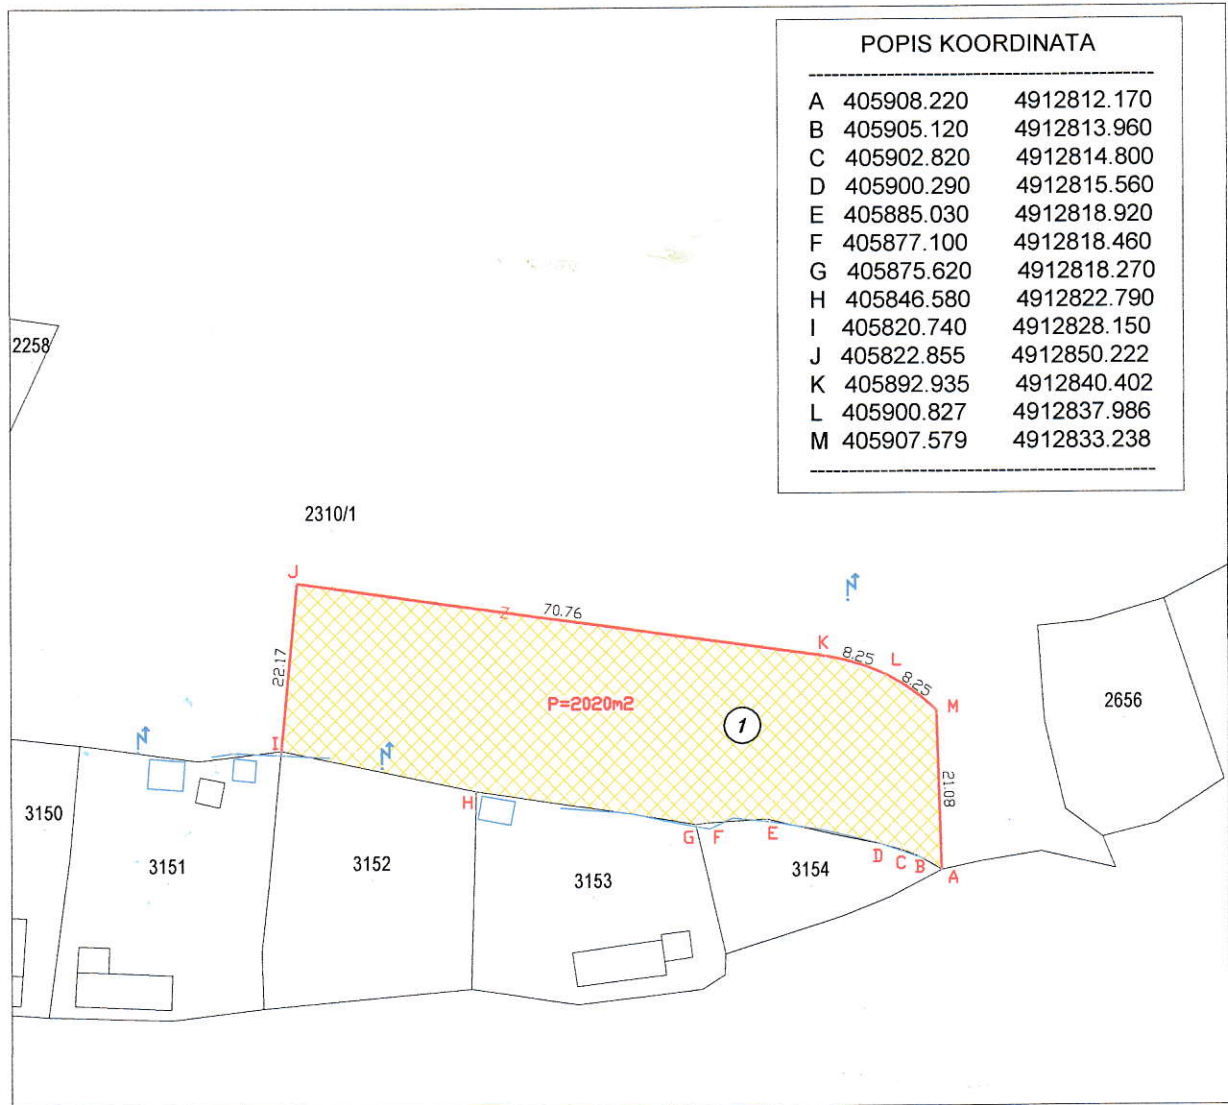 POPIS KOORDINATA
A 405908.220 4912812.170
B 405905.120 4912813.960
C 405902.820 4912814.800
D 405900.290 4912815.560
E 405885.030 4912818.920
F 405877.100 4912818.460
G 405875.620 4912818.270
H 405846.580 4912822.790
I 405820.740 4912828.150
J 405822.855 4912850.222
K 405892.935 4912840.402
L 405900.827 4912837.986
M 405907.579 4912833.238
2258
2310/1
J
Z
70.76
K
8.25
L
8.25
M
22.17
P=2020m2
1
2656
I
21.08
H
G
F
E
D
C
B
A
3150
3151
3152
3153
3154